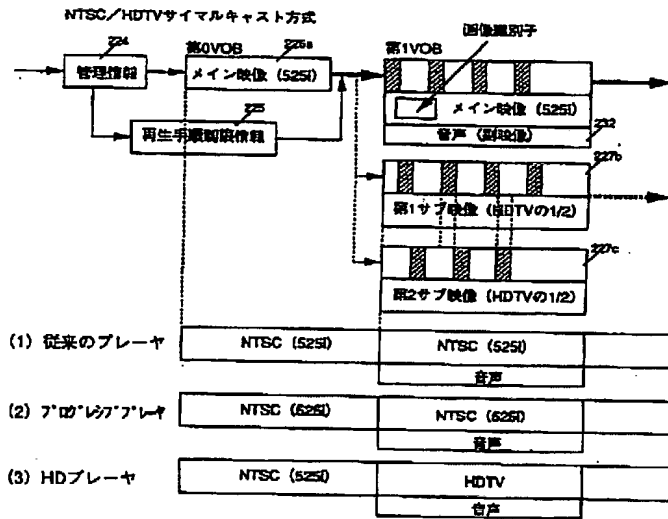 NTSC/HDTVサイマルキャスト方式
224
管理情報
第0VOB
226a
メイン映像 (525I)
225
再生手順制限情報
第1VOB
画像識別子
メイン映像 (525I)
音声 (副映像)
232
227b
第1サブ映像 (HDTVの1/2)
227c
第2サブ映像 (HDTVの1/2)
(1) 従来のプレーヤ
NTSC (525I)
NTSC (525I)
音声
(2) プログレシブプレーヤ
NTSC (525I)
NTSC (525I)
音声
(3) HDプレーヤ
NTSC (525I)
HDTV
音声